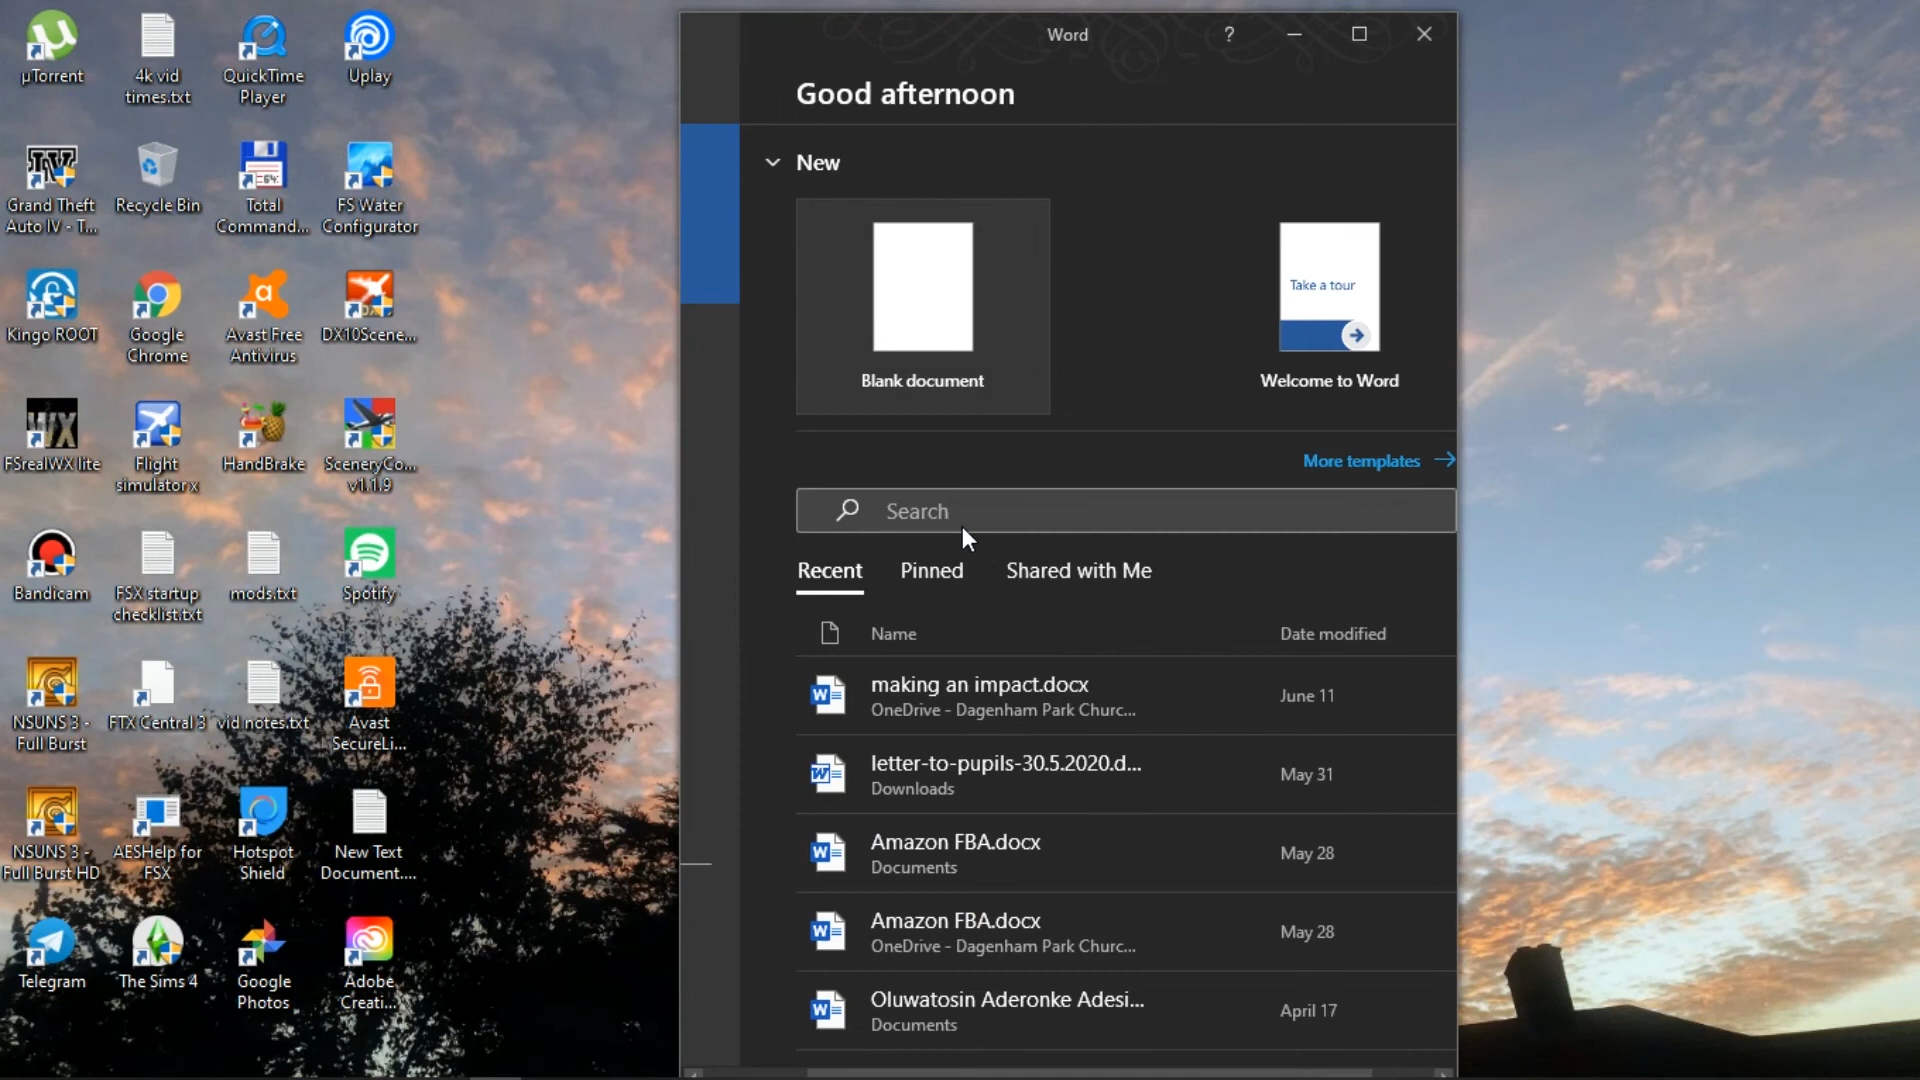 µTorrent
4k vid
times.txt
QuickTime
Player
Uplay
Grand Theft
Auto IV - T...
Recycle Bin
Total
Command...
FS Water
Configurator
Kingo ROOT
Google
Chrome
Avast Free
Antivirus
DX10Scene...
FSrealWX lite
Flight
simulator x
HandBrake
SceneryCo...
v1.1.9
Bandicam
FSX startup
checklist.txt
mods.txt
Spotify
NSUNS 3 -
Full Burst
FTX Central 3
vid notes.txt
Avast
SecureLi...
NSUNS 3 -
Full Burst HD
AESHelp for
FSX
Hotspot
Shield
New Text
Document....
Telegram
The Sims 4
Google
Photos
Adobe
Creati...
Word
?
Good afternoon
New
Blank document
Take a tour
Welcome to Word
More templates
Search
Recent Pinned Shared with Me
Name Date modified
making an impact.docx
OneDrive - Dagenham Park Churc...
June 11
letter-to-pupils-30.5.2020.d...
Downloads
May 31
Amazon FBA.docx
Documents
May 28
Amazon FBA.docx
OneDrive - Dagenham Park Churc...
May 28
Oluwatosin Aderonke Adesi...
Documents
April 17